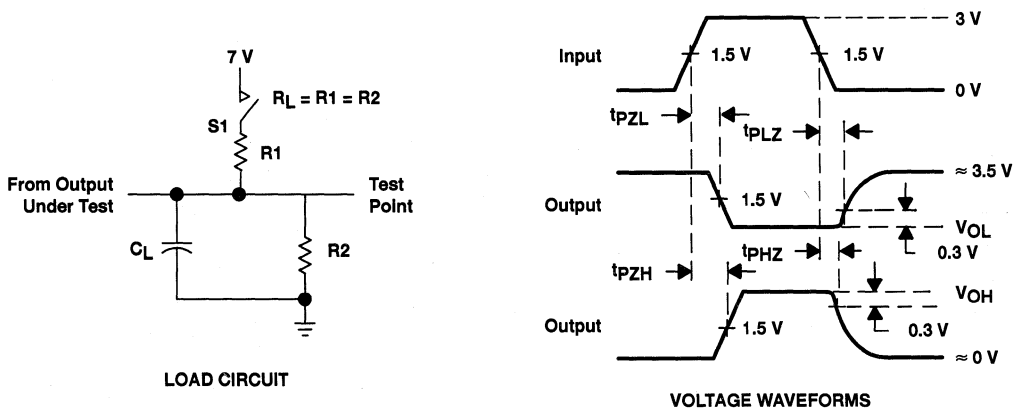 7 V
RL = R1 = R2
S1
R1
From Output
Under Test
Test
Point
CL
R2
LOAD CIRCUIT
3 V
Input
1.5 V
1.5 V
0 V
tPZL
tPLZ
≈ 3.5 V
Output
1.5 V
VOL
0.3 V
tPZH
tPHZ
VOH
Output
1.5 V
0.3 V
≈ 0 V
VOLTAGE WAVEFORMS